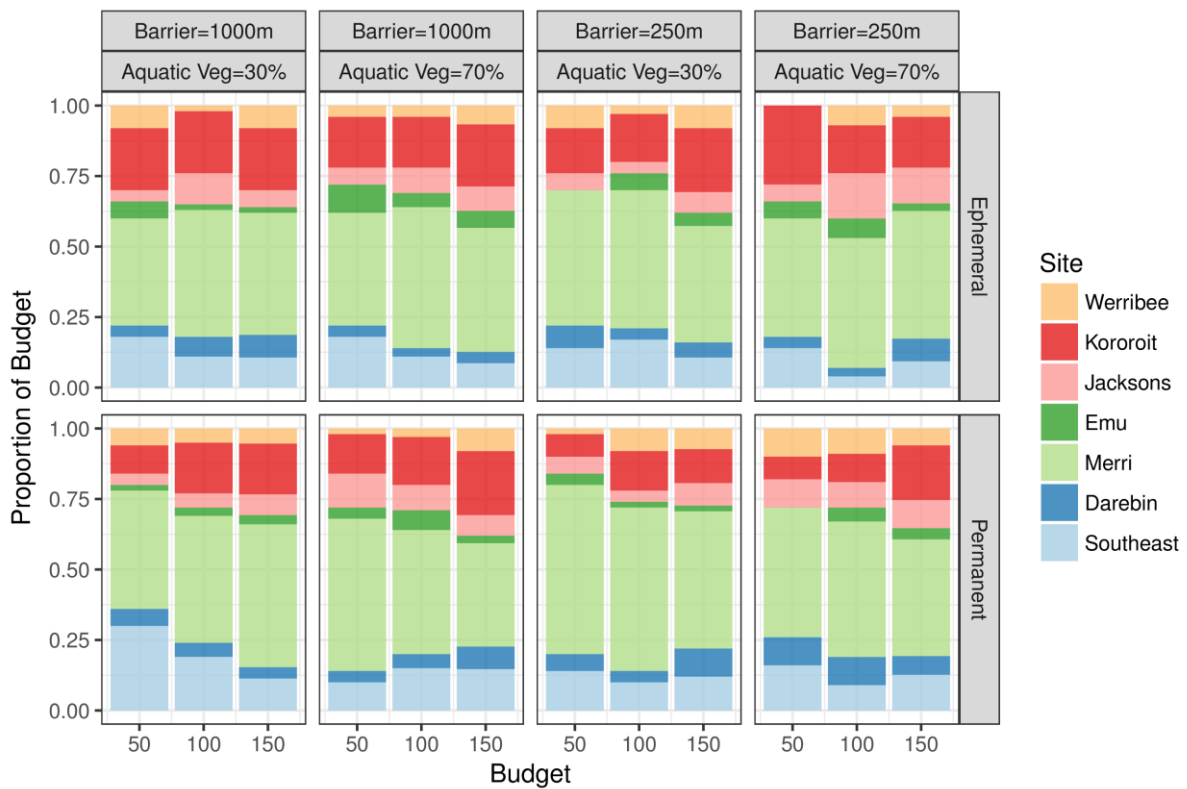 Barrier=1000m
Barrier=1000m
Barrier=250m
Barrier=250m
Aquatic Veg=30%
Aquatic Veg=70%
Aquatic Veg=30%
Aquatic Veg=70%
Proportion of Budget
1.00
0.75
0.50
0.25
0.00
Ephemeral
1.00
0.75
0.50
0.25
0.00
Permanent
50 100 150
50 100 150
50 100 150
50 100 150
Budget
Site
Werribee
Kororoit
Jacksons
Emu
Merri
Darebin
Southeast